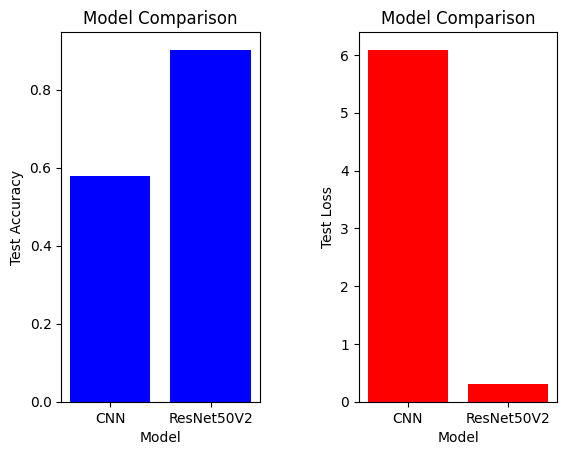 Model Comparison
Test Accuracy
0.8
0.6
0.4
0.2
0.0
CNN ResNet50V2
Model
Model Comparison
Test Loss
6
5
4
3
2
1
0
CNN ResNet50V2
Model